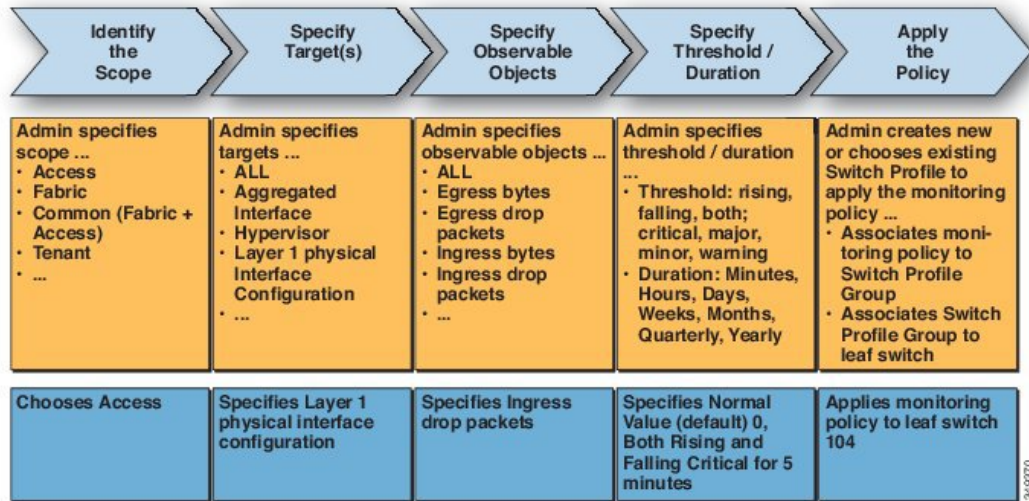 Identify
the
Scope
Specify
Target(s)
Specify
Observable
Objects
Specify
Threshold /
Duration
Apply
the
Policy
Admin specifies
scope ...
• Access
• Fabric
• Common (Fabric +
Access)
• Tenant
• ...
Admin specifies
targets ...
• ALL
• Aggregated
Interface
• Hypervisor
• Layer 1 physical
Interface
Configuration
• ...
Admin specifies
observable objects ...
• ALL
• Egress bytes
• Egress drop
packets
• Ingress bytes
• Ingress drop
packets
• ...
Admin specifies
threshold / duration
...
• Threshold: rising,
falling, both;
critical, major,
minor, warning
• Duration: Minutes,
Hours, Days,
Weeks, Months,
Quarterly, Yearly
Admin creates new
or chooses existing
Switch Profile to
apply the monitoring
policy ...
• Associates moni-
toring policy to
Switch Profile
Group
• Associates Switch
Profile Group to
leaf switch
Chooses Access
Specifies Layer 1
physical interface
configuration
Specifies Ingress
drop packets
Specifies Normal
Value (default) 0,
Both Rising and
Falling Critical for 5
minutes
Applies monitoring
policy to leaf switch
104